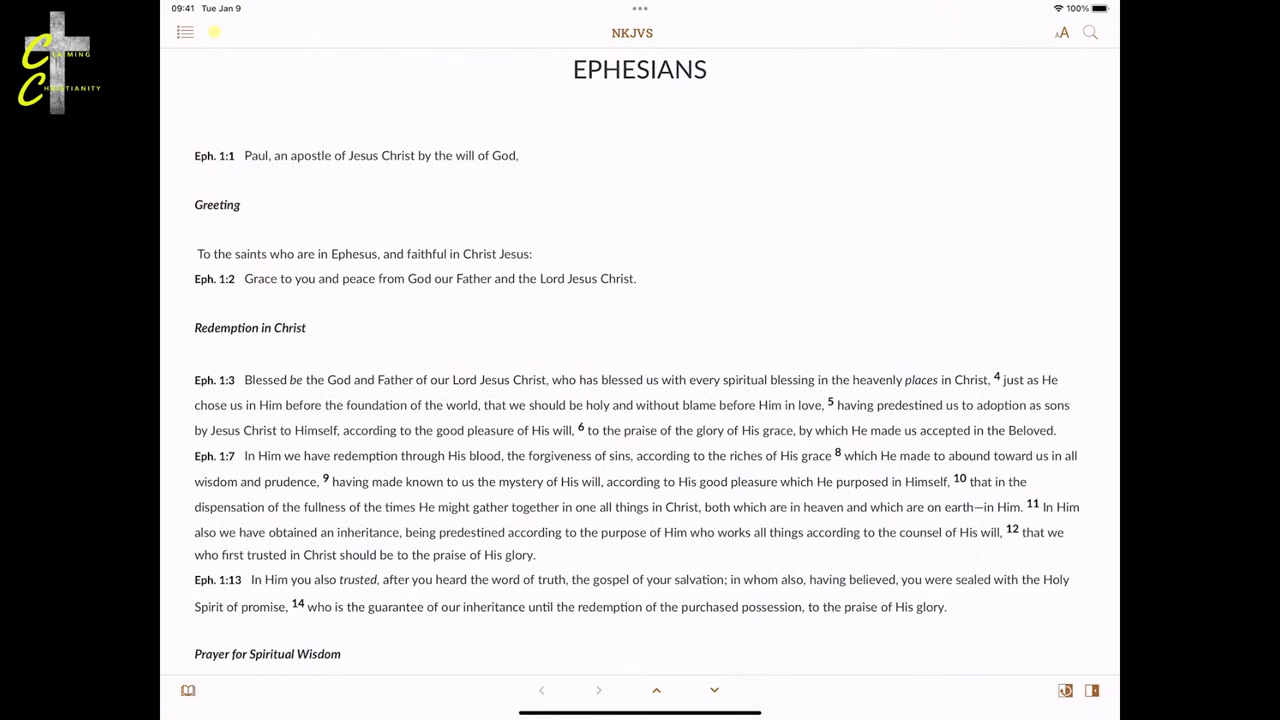 09:41 Tue Jan 9
100%
CLAIMING
CHRISTIANITY
NKJVS
AA
EPHESIANS
Eph. 1:1 Paul, an apostle of Jesus Christ by the will of God,
Greeting
To the saints who are in Ephesus, and faithful in Christ Jesus:
Eph. 1:2 Grace to you and peace from God our Father and the Lord Jesus Christ.
Redemption in Christ
Eph. 1:3 Blessed be the God and Father of our Lord Jesus Christ, who has blessed us with every spiritual blessing in the heavenly places in Christ, 4 just as He
chose us in Him before the foundation of the world, that we should be holy and without blame before Him in love, 5 having predestined us to adoption as sons
by Jesus Christ to Himself, according to the good pleasure of His will, 6 to the praise of the glory of His grace, by which He made us accepted in the Beloved.
Eph. 1:7 In Him we have redemption through His blood, the forgiveness of sins, according to the riches of His grace 8 which He made to abound toward us in all
wisdom and prudence, 9 having made known to us the mystery of His will, according to His good pleasure which He purposed in Himself, 10 that in the
dispensation of the fullness of the times He might gather together in one all things in Christ, both which are in heaven and which are on earth—in Him. 11 In Him
also we have obtained an inheritance, being predestined according to the purpose of Him who works all things according to the counsel of His will, 12 that we
who first trusted in Christ should be to the praise of His glory.
Eph. 1:13 In Him you also trusted, after you heard the word of truth, the gospel of your salvation; in whom also, having believed, you were sealed with the Holy
Spirit of promise, 14 who is the guarantee of our inheritance until the redemption of the purchased possession, to the praise of His glory.
Prayer for Spiritual Wisdom